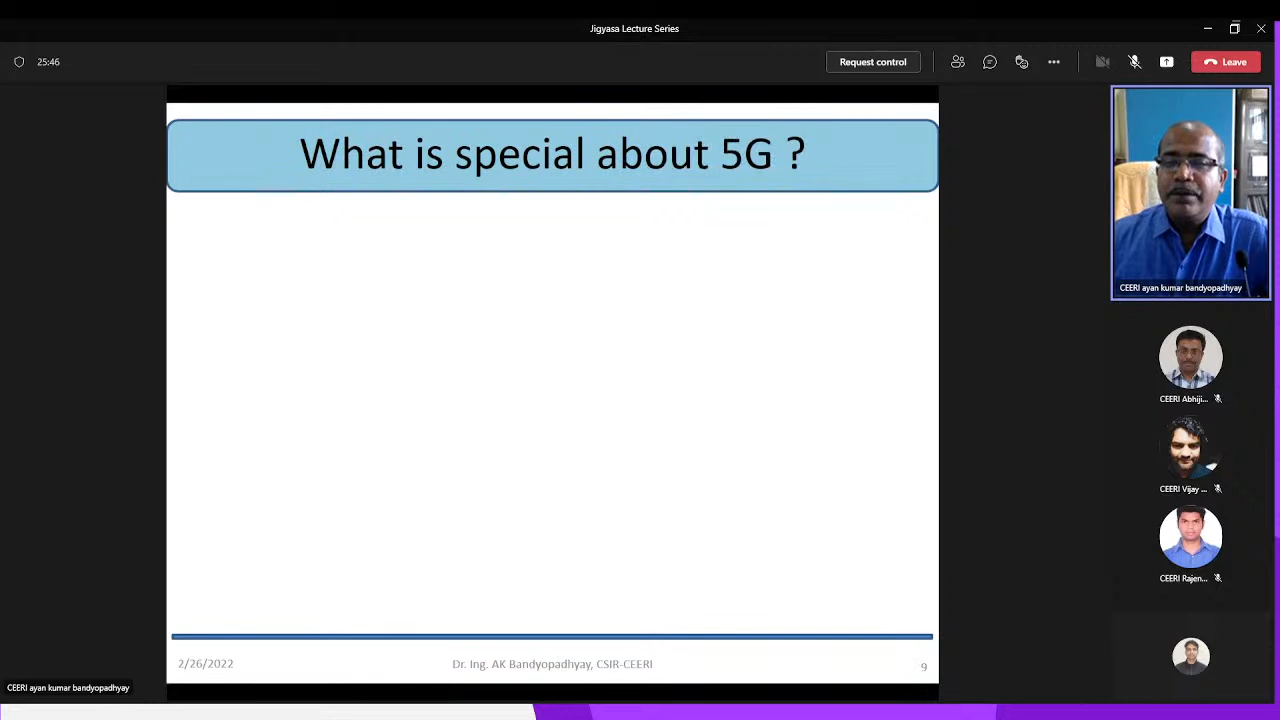 Jigyasa Lecture Series
25:46
Request control
Leave
What is special about 5G ?
CEERI ayan kumar bandyopadhyay
CEERI Abhiji...
CEERI Vijay ...
CEERI Rajen...
2/26/2022
Dr. Ing. AK Bandyopadhyay, CSIR-CEERI
9
CEERI ayan kumar bandyopadhyay